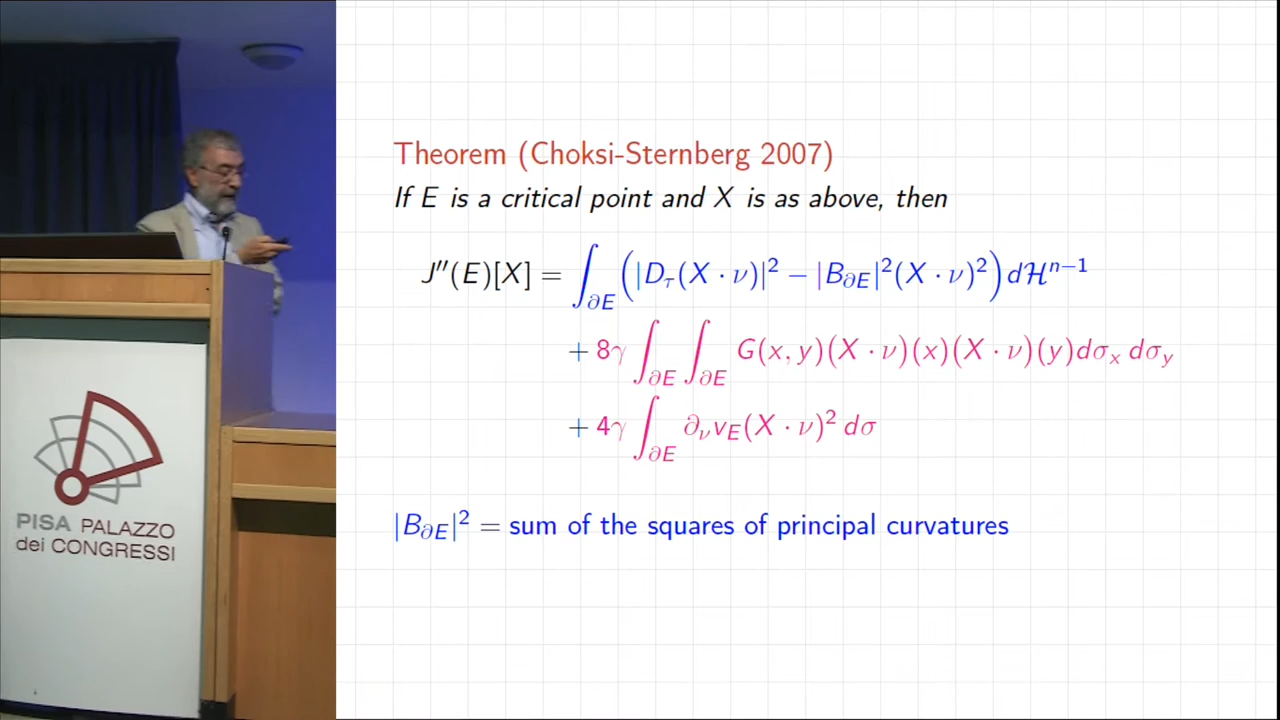 Theorem (Choksi-Sternberg 2007)
If E is a critical point and X is as above, then
J″(E)[X] = ∫_{∂E} (|D_τ(X · ν)|² − |B_{∂E}|²(X · ν)²) dℋ^{n−1}
+ 8γ ∫_{∂E} ∫_{∂E} G(x, y)(X · ν)(x)(X · ν)(y)dσ_x dσ_y
+ 4γ ∫_{∂E} ∂_ν v_E(X · ν)² dσ
|B_{∂E}|² = sum of the squares of principal curvatures
PISA PALAZZO
dei CONGRESSI